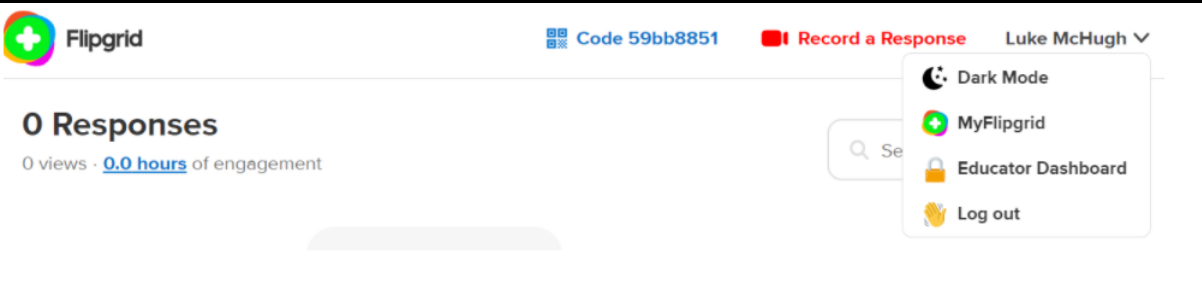 Flipgrid
Code 59bb8851
Record a Response
Luke McHugh
Dark Mode
MyFlipgrid
Educator Dashboard
Log out
0 Responses
0 views · 0.0 hours of engagement
Se